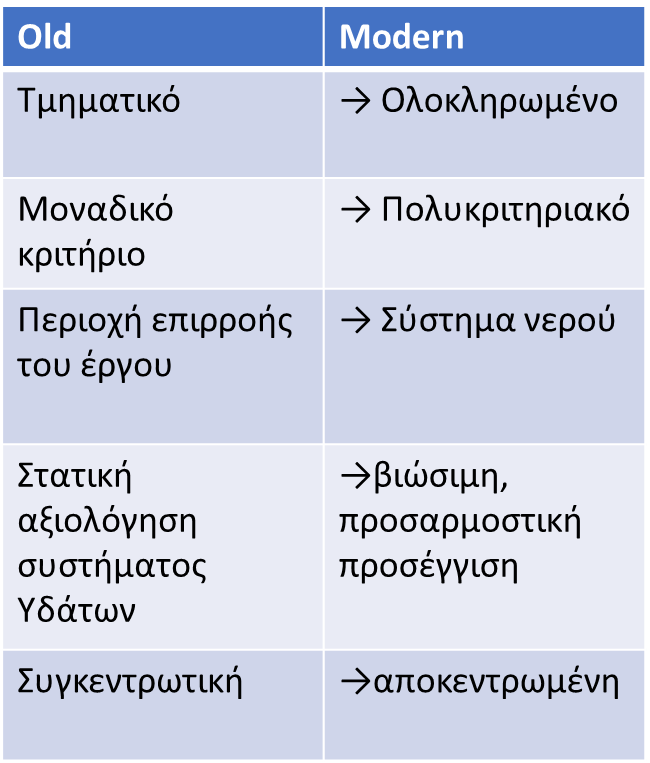 Old
Modern
Τμηματικό
→ Ολοκληρωμένο
Μοναδικό
κριτήριο
→ Πολυκριτηριακό
Περιοχή επιρροής
του έργου
→ Σύστημα νερού
Στατική
αξιολόγηση
συστήματος
Υδάτων
→βιώσιμη,
προσαρμοστική
προσέγγιση
Συγκεντρωτική
→αποκεντρωμένη